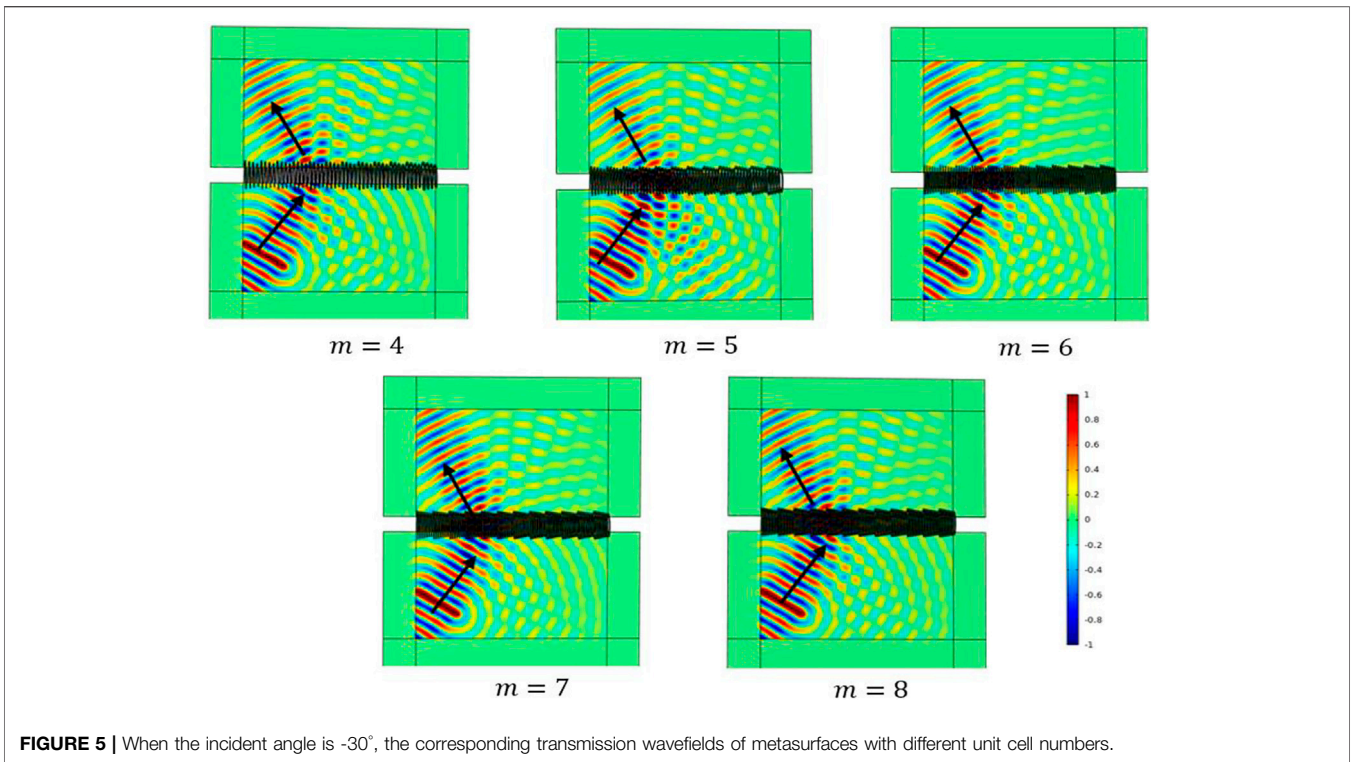 m = 4
m = 5
m = 6
m = 7
m = 8
1
0.8
0.6
0.4
0.2
0
-0.2
-0.4
-0.6
-0.8
-1
FIGURE 5 | When the incident angle is -30°, the corresponding transmission wavefields of metasurfaces with different unit cell numbers.